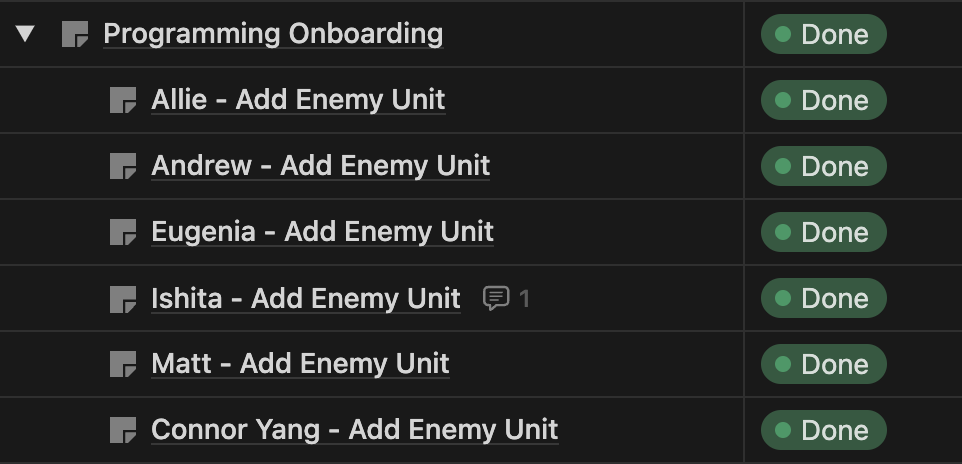 Programming Onboarding Done
Allie - Add Enemy Unit Done
Andrew - Add Enemy Unit Done
Eugenia - Add Enemy Unit Done
Ishita - Add Enemy Unit 1 Done
Matt - Add Enemy Unit Done
Connor Yang - Add Enemy Unit Done